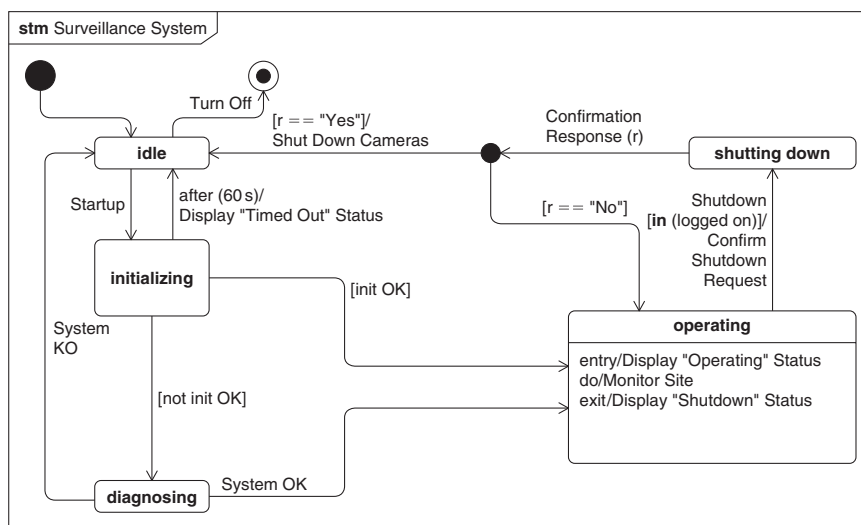 stm Surveillance System
Turn Off
[r == "Yes"]/
Shut Down Cameras
Confirmation
Response (r)
idle
shutting down
Startup
after (60 s)/
Display "Timed Out" Status
[r == "No"]
Shutdown
[in (logged on)]/
Confirm
Shutdown
Request
initializing
[init OK]
operating
System
KO
entry/Display "Operating" Status
do/Monitor Site
exit/Display "Shutdown" Status
[not init OK]
diagnosing
System OK